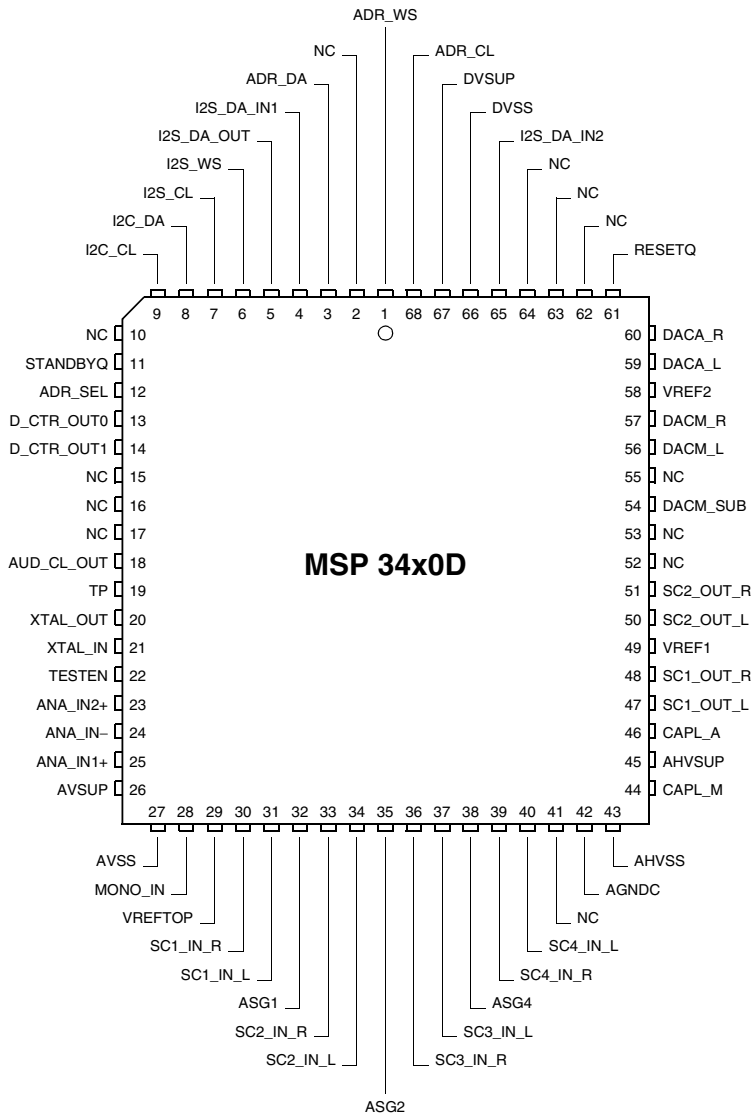 ADR_WS
NC ADR_CL
ADR_DA DVSUP
I2S_DA_IN1 DVSS
I2S_DA_OUT I2S_DA_IN2
I2S_WS NC
I2S_CL NC
I2C_DA NC
I2C_CL RESETQ
9 8 7 6 5 4 3 2 1 68 67 66 65 64 63 62 61
NC 10 60 DACA_R
STANDBYQ 11 59 DACA_L
ADR_SEL 12 58 VREF2
D_CTR_OUT0 13 57 DACM_R
D_CTR_OUT1 14 56 DACM_L
NC 15 55 NC
NC 16 54 DACM_SUB
NC 17 53 NC
AUD_CL_OUT 18 MSP 34x0D 52 NC
TP 19 51 SC2_OUT_R
XTAL_OUT 20 50 SC2_OUT_L
XTAL_IN 21 49 VREF1
TESTEN 22 48 SC1_OUT_R
ANA_IN2+ 23 47 SC1_OUT_L
ANA_IN− 24 46 CAPL_A
ANA_IN1+ 25 45 AHVSUP
AVSUP 26 44 CAPL_M
27 28 29 30 31 32 33 34 35 36 37 38 39 40 41 42 43
AVSS AHVSS
MONO_IN AGNDC
VREFTOP NC
SC1_IN_R SC4_IN_L
SC1_IN_L SC4_IN_R
ASG1 ASG4
SC2_IN_R SC3_IN_L
SC2_IN_L SC3_IN_R
ASG2